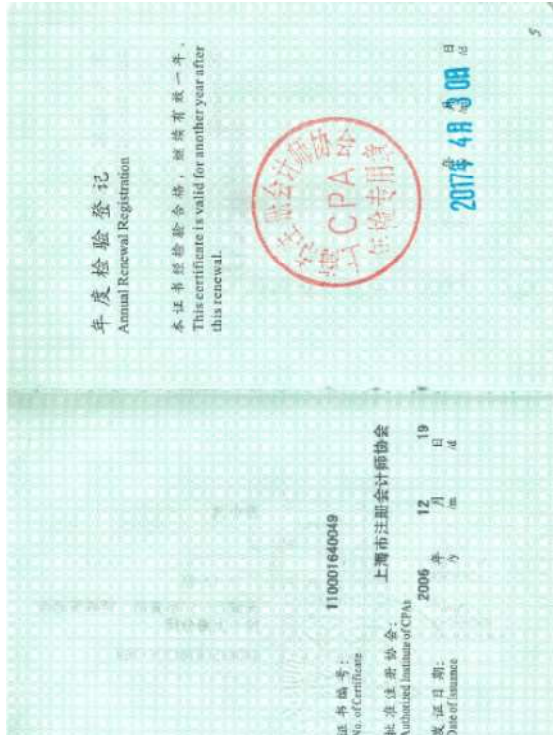 证书编号: 110001640049
No. of Certificate
批准注册协会: 上海市注册会计师协会
Authorized Institute of CPAs
发证日期: 2006 年 12 月 19 日
Date of Issuance /y /m /d
年度检验登记
Annual Renewal Registration
本证书经检验合格，继续有效一年。
This certificate is valid for another year after
this renewal.
CPA
专用章
2017年 4月 30日
/d
5